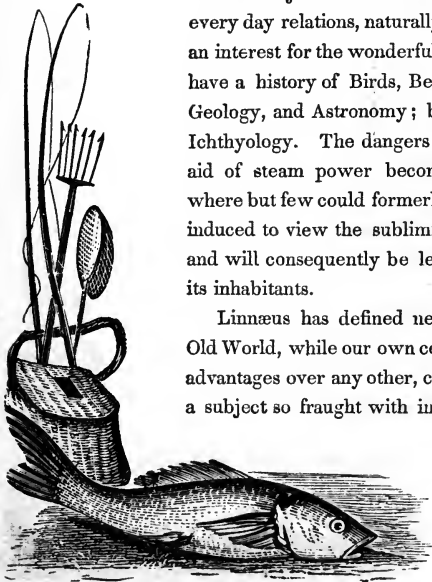 every day relations, naturally
an interest for the wonderful
have a history of Birds, Be
Geology, and Astronomy; b
Ichthyology. The dangers
aid of steam power becom
where but few could formerl
induced to view the sublimi
and will consequently be le
its inhabitants.
Linnæus has defined ne
Old World, while our own ce
advantages over any other, c
a subject so fraught with in